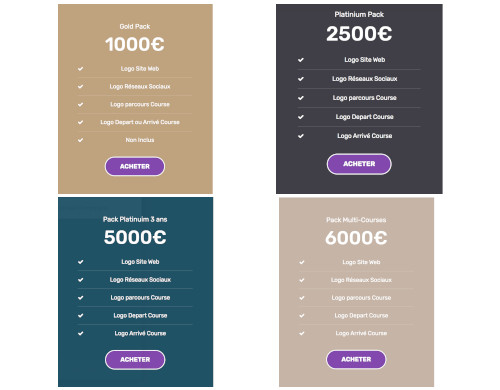 Gold Pack
1000€
Logo Site Web
Logo Réseaux Sociaux
Logo parcours Course
Logo Depart ou Arrivé Course
Non Inclus
ACHETER
Platinium Pack
2500€
Logo Site Web
Logo Réseaux Sociaux
Logo parcours Course
Logo Depart Course
Logo Arrivé Course
ACHETER
Pack Platinuim 3 ans
5000€
Logo Site Web
Logo Réseaux Sociaux
Logo parcours Course
Logo Depart Course
Logo Arrivé Course
ACHETER
Pack Multi-Courses
6000€
Logo Site Web
Logo Réseaux Sociaux
Logo parcours Course
Logo Depart Course
Logo Arrivé Course
ACHETER